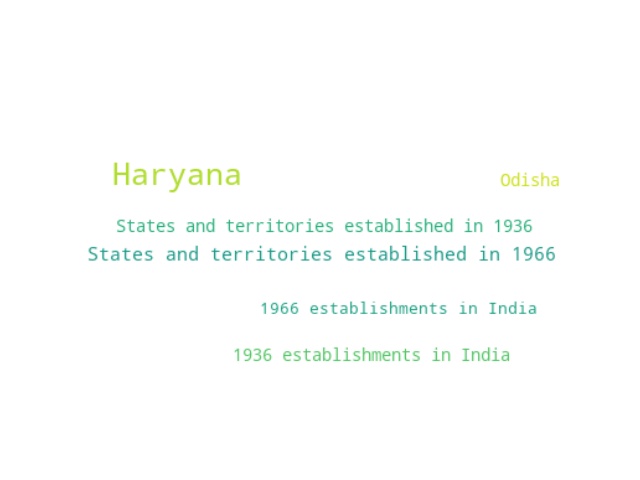 Haryana
Odisha
States and territories established in 1936
States and territories established in 1966
1966 establishments in India
1936 establishments in India